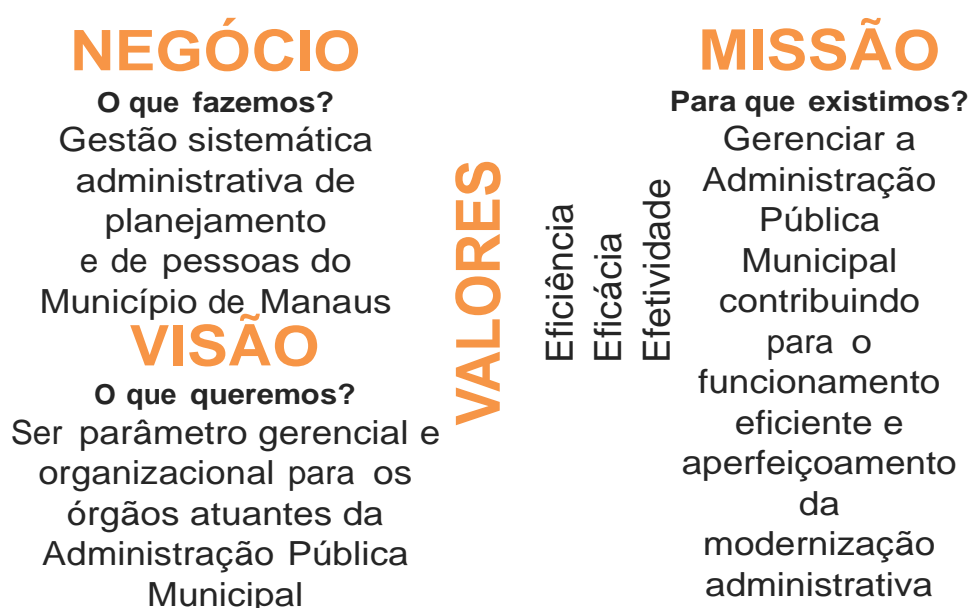 NEGÓCIO
O que fazemos?
Gestão sistemática
administrativa de
planejamento
e de pessoas do
Município de Manaus
VISÃO
O que queremos?
Ser parâmetro gerencial e
organizacional para os
órgãos atuantes da
Administração Pública
Municipal
VALORES
Eficiência
Eficácia
Efetividade
MISSÃO
Para que existimos?
Gerenciar a
Administração
Pública
Municipal
contribuindo
para o
funcionamento
eficiente e
aperfeiçoamento
da
modernização
administrativa